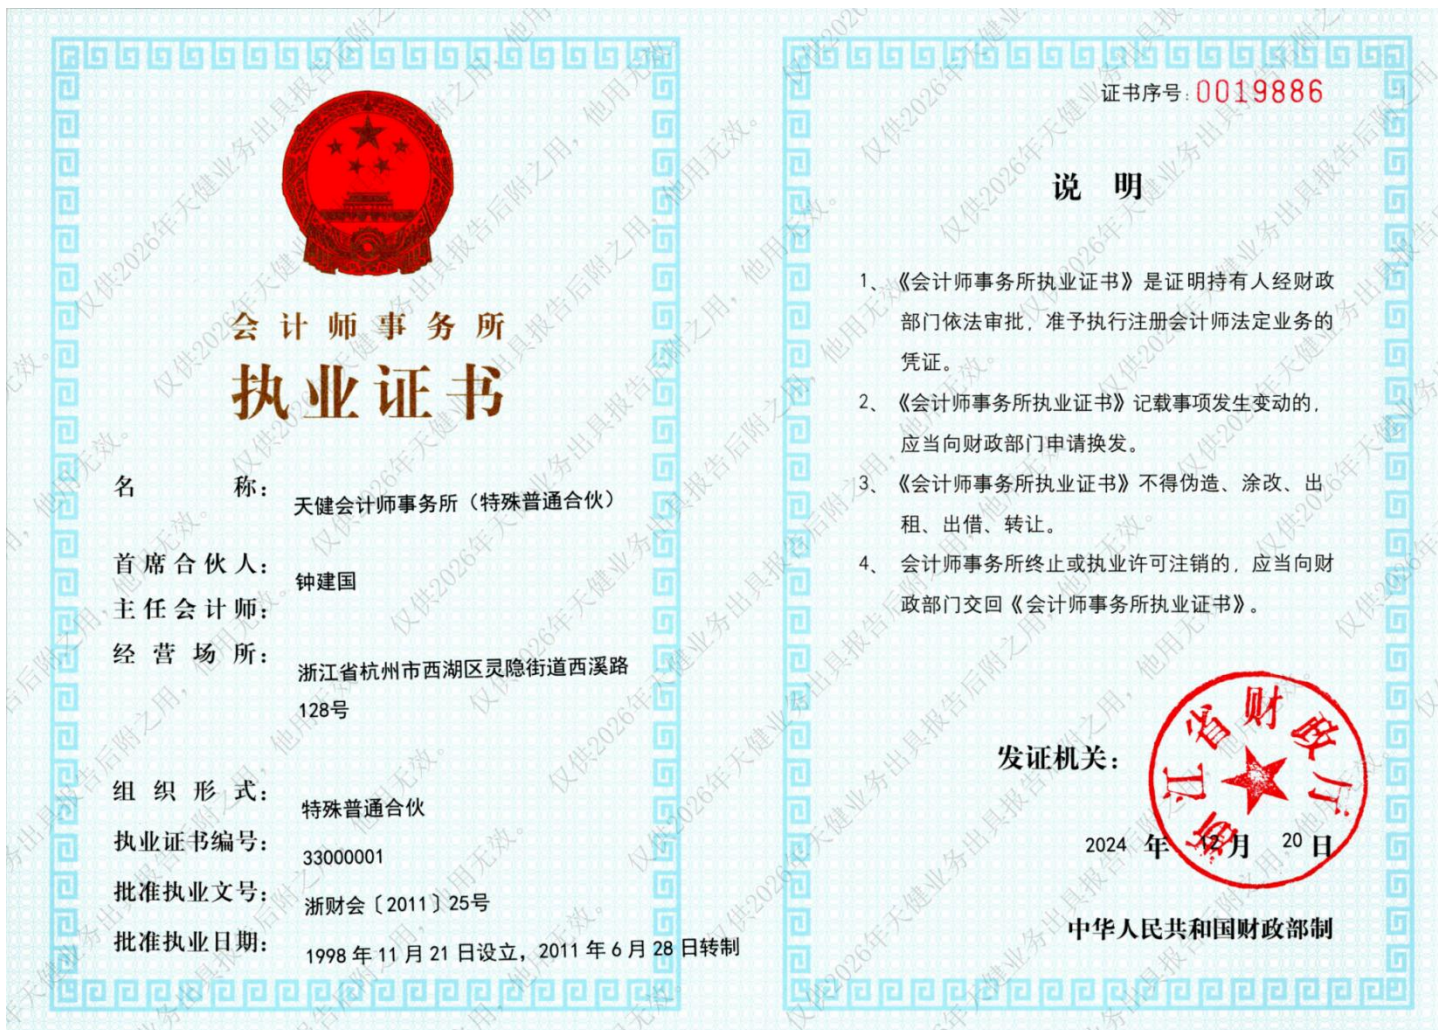 会计师事务所
执业证书
名称：
天健会计师事务所（特殊普通合伙）
首席合伙人：
钟建国
主任会计师：
经营场所：
浙江省杭州市西湖区灵隐街道西溪路
128号
组织形式：
特殊普通合伙
执业证书编号：
33000001
批准执业文号：
浙财会〔2011〕25号
批准执业日期：
1998 年 11 月 21 日设立，2011 年 6 月 28 日转制
证书序号：0019886
说 明
1、《会计师事务所执业证书》是证明持有人经财政
部门依法审批，准予执行注册会计师法定业务的
凭证。
2、《会计师事务所执业证书》记载事项发生变动的，
应当向财政部门申请换发。
3、《会计师事务所执业证书》不得伪造、涂改、出
租、出借、转让。
4、 会计师事务所终止或执业许可注销的，应当向财
政部门交回《会计师事务所执业证书》。
发证机关：
浙江省财政厅
2024 年 12 月 20 日
中华人民共和国财政部制
仅供2026年天健业务出具报告后附之用，他用无效。